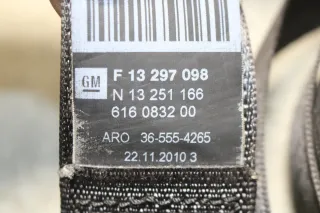 GM
F 13 297 098
N 13 251 166
616 0832 00
ARO 36-555-4265
22.11.2010 3